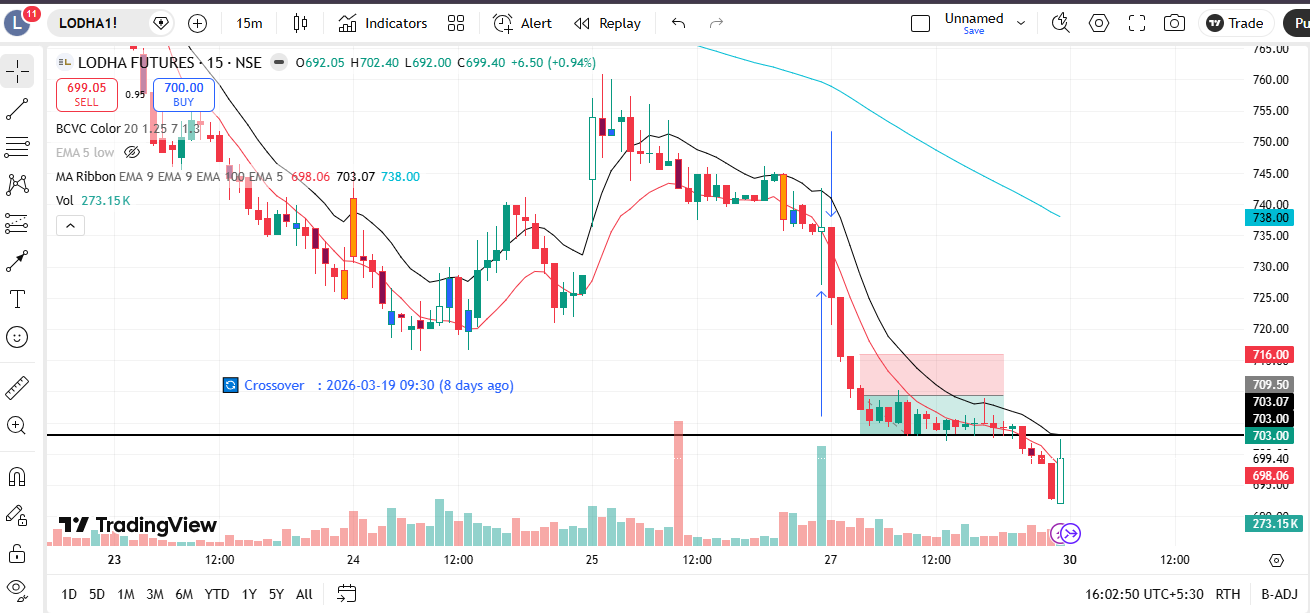 L 11 LODHA1! 15m Indicators Alert Replay Unnamed Save Trade Pu
LODHA FUTURES · 15 · NSE O692.05 H702.40 L692.00 C699.40 +6.50 (+0.94%)
699.05 SELL 0.95 700.00 BUY
BCVC Color 20 1.25 7 1.3
EMA 5 low
MA Ribbon EMA 9 EMA 9 EMA 100 EMA 5 698.06 703.07 738.00
Vol 273.15K
Crossover : 2026-03-19 09:30 (8 days ago)
765.00
760.00
755.00
750.00
745.00
740.00
738.00
735.00
730.00
725.00
720.00
716.00
709.50
703.07
703.00
703.00
699.40
698.06
695.00
273.15K
TradingView
23 12:00 24 12:00 25 12:00 27 12:00 30 12:00
1D 5D 1M 3M 6M YTD 1Y 5Y All 16:02:50 UTC+5:30 RTH B-ADJ